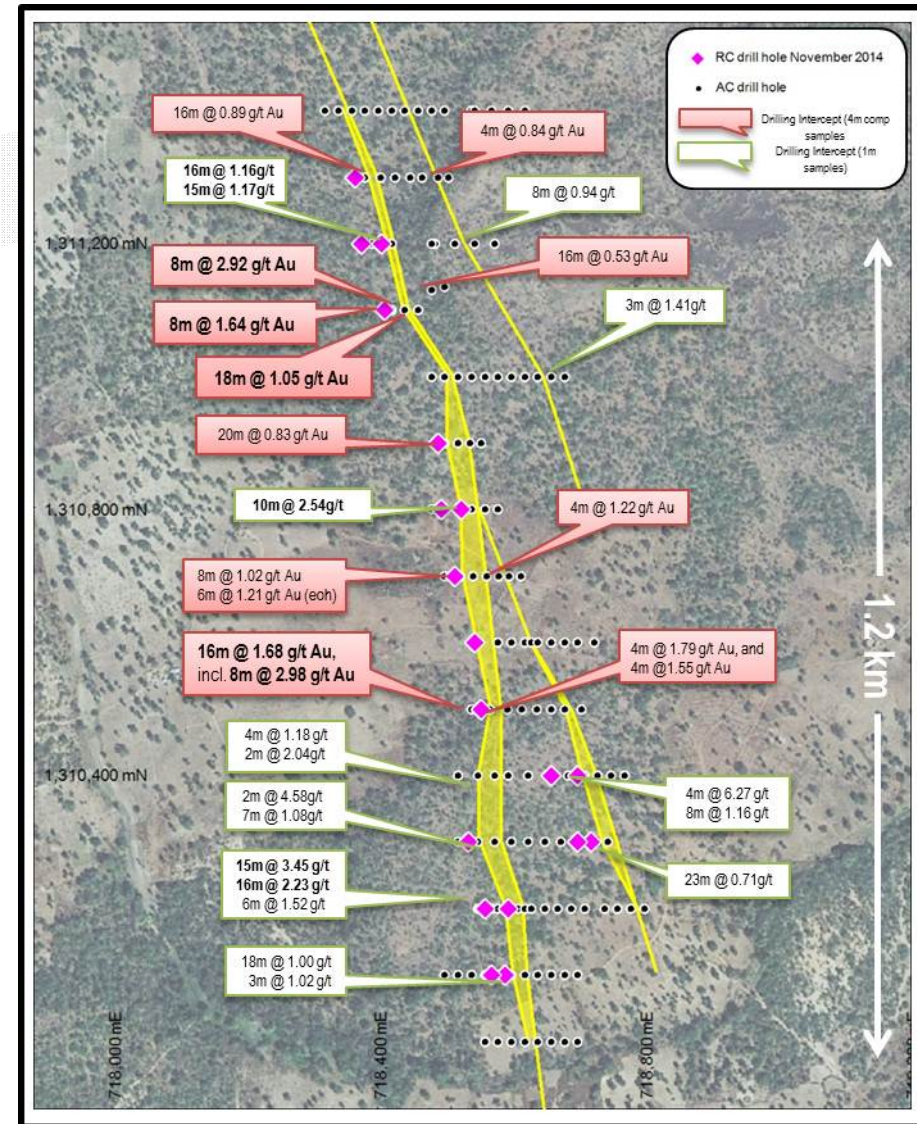 RC drill hole November 2014
AC drill hole
Drilling Intercept (4m comp
samples
Drilling Intercept (1m
samples)
16m @ 0.89 g/t Au
4m @ 0.84 g/t Au
16m @ 1.16g/t
15m @ 1.17g/t
8m @ 0.94 g/t
1,311,200 mN
8m @ 2.92 g/t Au
16m @ 0.53 g/t Au
3m @ 1.41g/t
8m @ 1.64 g/t Au
18m @ 1.05 g/t Au
20m @ 0.83 g/t Au
10m @ 2.54g/t
4m @ 1.22 g/t Au
1,310,800 mN
8m @ 1.02 g/t Au
6m @ 1.21 g/t Au (eoh)
1.2 km
16m @ 1.68 g/t Au,
incl. 8m @ 2.98 g/t Au
4m @ 1.79 g/t Au, and
4m @1.55 g/t Au
4m @ 1.18 g/t
2m @ 2.04g/t
1,310,400 mN
2m @ 4.58g/t
7m @ 1.08g/t
4m @ 6.27g/t
8m @ 1.16g/t
15m @ 3.45 g/t
16m @ 2.23 g/t
6m @ 1.52 g/t
23m @ 0.71g/t
18m @ 1.00 g/t
3m @ 1.02 g/t
718,000 mE
718,400 mE
718,800 mE